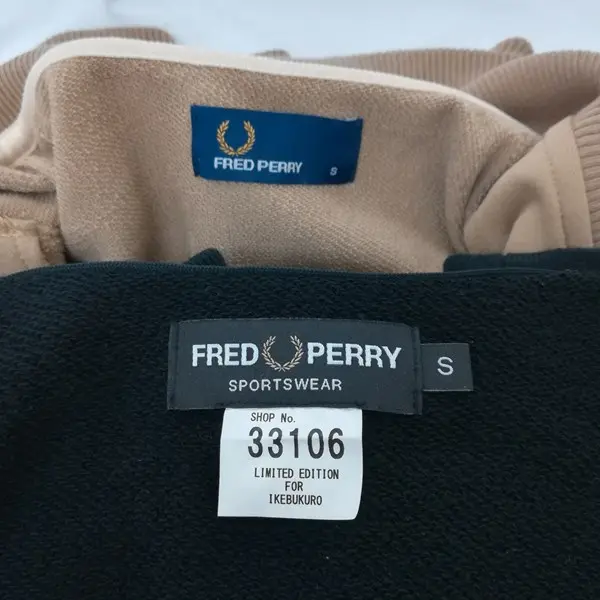 FRED PERRY S
FRED PERRY
SPORTSWEAR
S
SHOP No.
33106
LIMITED EDITION
FOR
IKEBUKURO